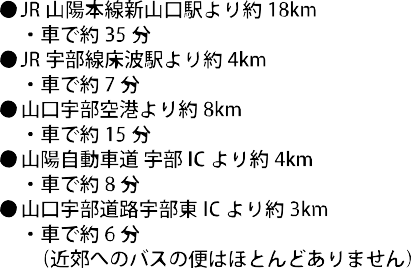 ●JR 山陽本線新山口駅より約 18km
・車で約 35 分
●JR 宇部線床波駅より約 4km
・車で約 7 分
●山口宇部空港より約 8km
・車で約 15 分
●山陽自動車道 宇部 IC より約 4km
・車で約 8 分
●山口宇部道路宇部東 IC より約 3km
・車で約 6 分
（近郊へのバスの便はほとんどありません）